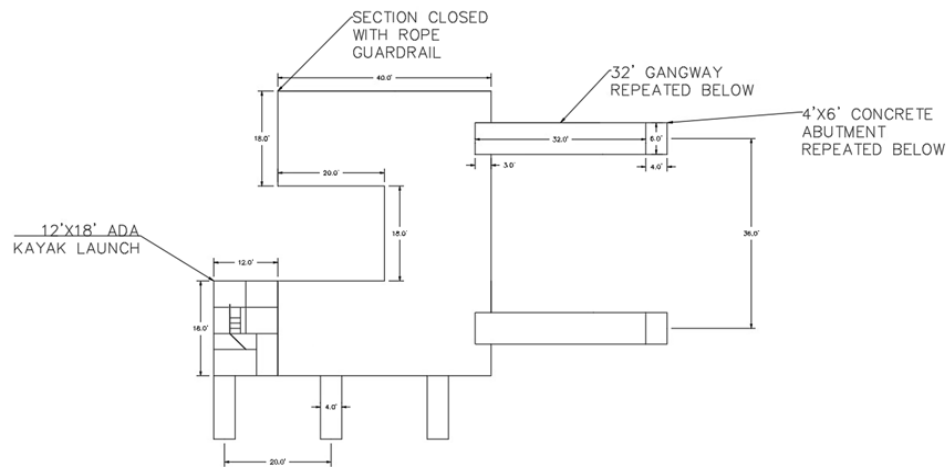 SECTION CLOSED
WITH ROPE
GUARDRAIL
40.0'
32' GANGWAY
REPEATED BELOW
4'X6' CONCRETE
ABUTMENT
REPEATED BELOW
18.0'
32.0'
6.0'
3.0'
4.0'
20.0'
18.0'
36.0'
12'X18' ADA
KAYAK LAUNCH
12.0'
18.0'
4.0'
20.0'